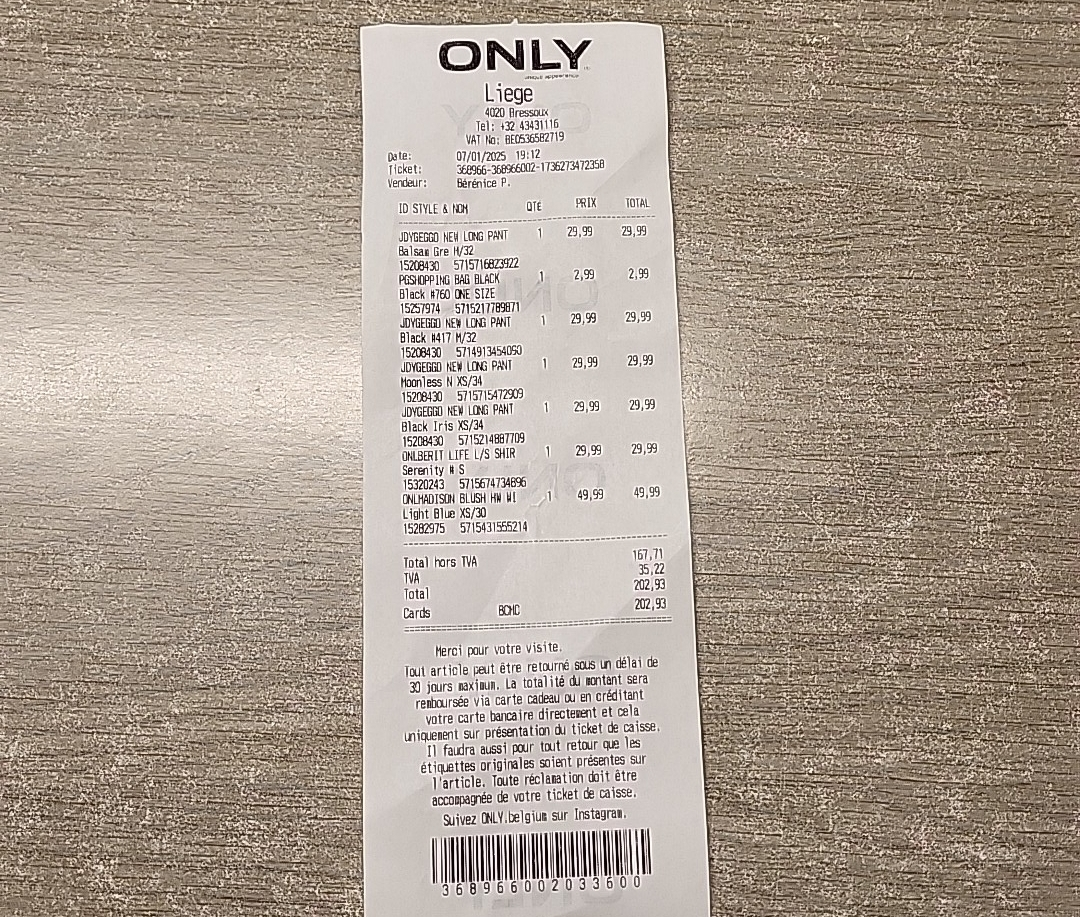 ONLY
unique appearance
Liege
4020 Bressoux
Tel: +32 43431116
VAT No: BE0536582719
Date: 07/01/2025 19:12
Ticket: 368966-368966002-1736273472358
Vendeur: Bérénice P.
ID STYLE & NOM QTÉ PRIX TOTAL
JDYGEGGO NEW LONG PANT 1 29,99 29,99
Balsam Gre M/32
15208430 5715716823922
PGSHOPPING BAG BLACK 1 2,99 2,99
Black #760 ONE SIZE
15257974 5715217789871
JDYGEGGO NEW LONG PANT 1 29,99 29,99
Black #417 M/32
15208430 5714913454050
JDYGEGGO NEW LONG PANT 1 29,99 29,99
Moonless N XS/34
15208430 5715715472909
JDYGEGGO NEW LONG PANT 1 29,99 29,99
Black Iris XS/34
15208430 5715214887709
ONLBERIT LIFE L/S SHIR 1 29,99 29,99
Serenity # S
15320243 5715674734896
ONLMADISON BLUSH HW WI 1 49,99 49,99
Light Blue XS/30
15282975 5715431555214
Total hors TVA 167,71
TVA 35,22
Total 202,93
Cards BCMC 202,93
Merci pour votre visite.
Tout article peut être retourné sous un délai de
30 jours maximum. La totalité du montant sera
remboursée via carte cadeau ou en créditant
votre carte bancaire directement et cela
uniquement sur présentation du ticket de caisse.
Il faudra aussi pour tout retour que les
étiquettes originales soient présentes sur
l'article. Toute réclamation doit être
accompagnée de votre ticket de caisse.
Suivez ONLY.belgium sur Instagram.
368966002033600